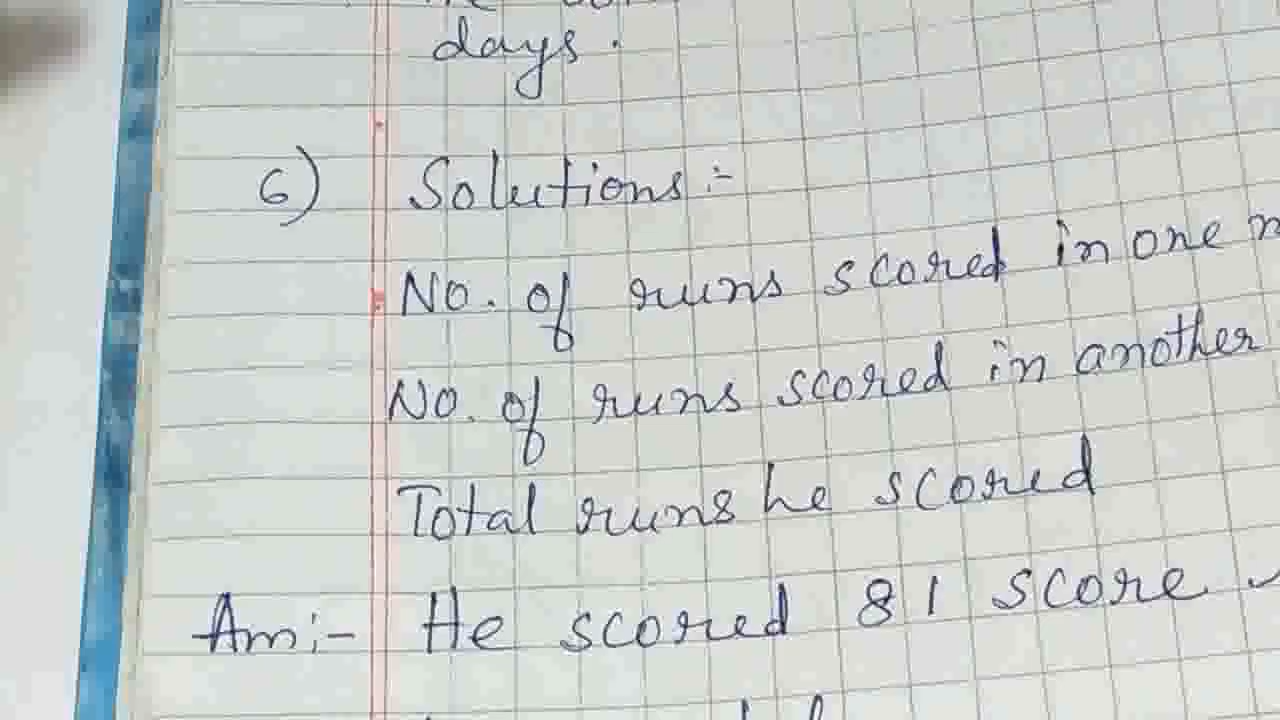 days.
6) Solutions :-
No. of runs scored in one
No. of runs scored in another
Total runs he scored
Ans:- He scored 81 score